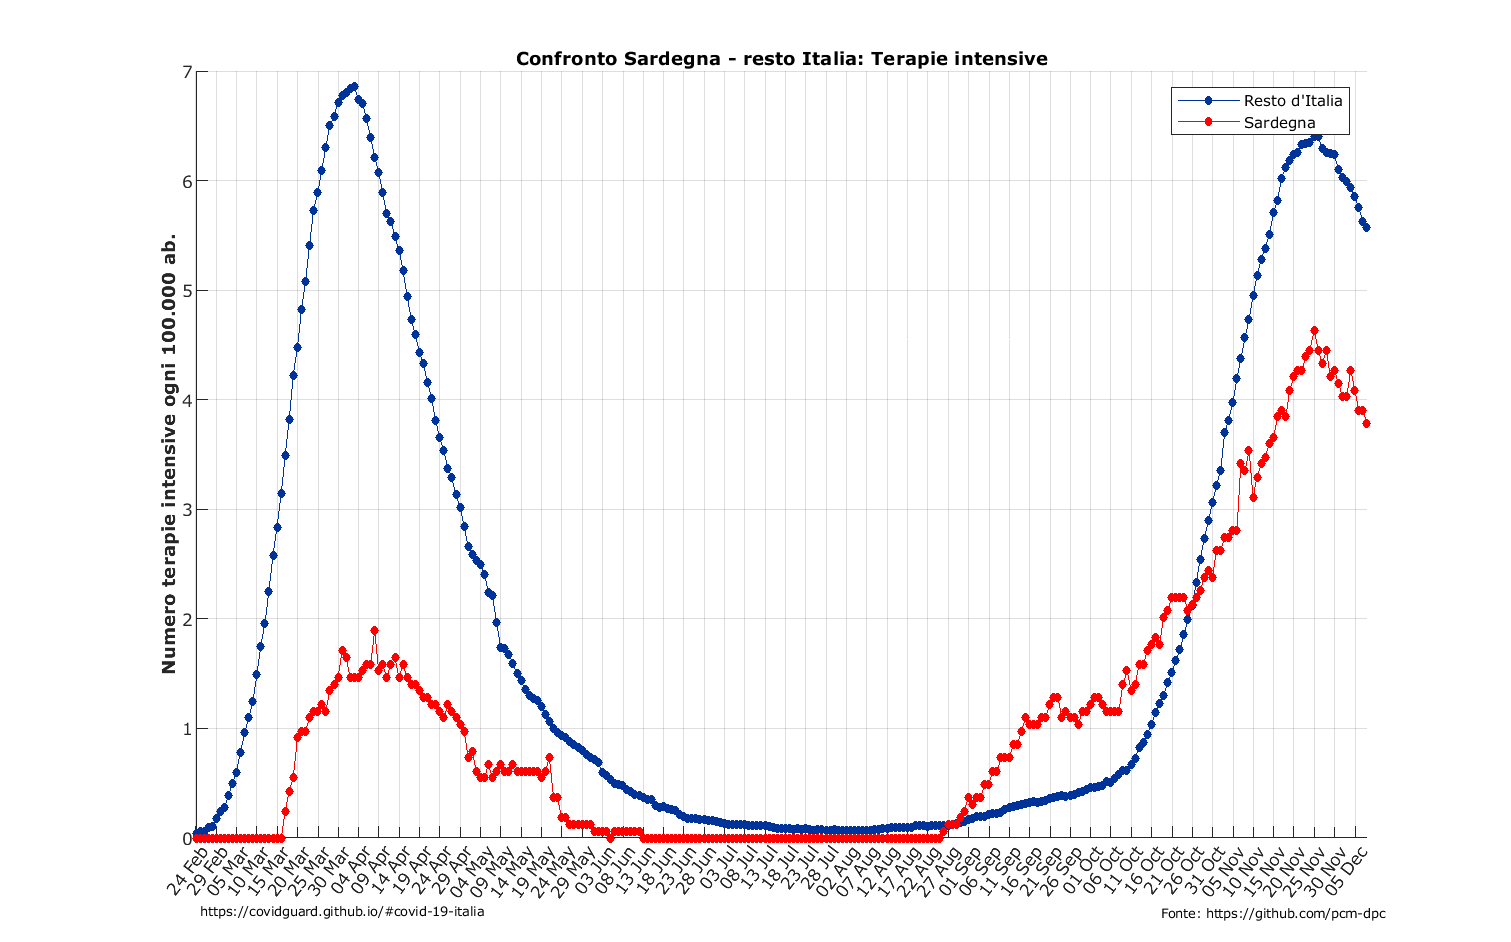 Confronto Sardegna - resto Italia: Terapie intensive
Resto d'Italia
Sardegna
Numero terapie intensive ogni 100.000 ab.
7
6
5
4
3
2
1
0
24 Feb
29 Feb
05 Mar
10 Mar
15 Mar
20 Mar
25 Mar
30 Mar
04 Apr
09 Apr
14 Apr
19 Apr
24 Apr
29 Apr
04 May
09 May
14 May
19 May
24 May
29 May
03 Jun
08 Jun
13 Jun
18 Jun
23 Jun
28 Jun
03 Jul
08 Jul
13 Jul
18 Jul
23 Jul
28 Jul
02 Aug
07 Aug
12 Aug
17 Aug
22 Aug
27 Aug
01 Sep
06 Sep
11 Sep
16 Sep
21 Sep
26 Sep
01 Oct
06 Oct
11 Oct
16 Oct
21 Oct
26 Oct
31 Oct
05 Nov
10 Nov
15 Nov
20 Nov
25 Nov
30 Nov
05 Dec
https://covidguard.github.io/#covid-19-italia
Fonte: https://github.com/pcm-dpc